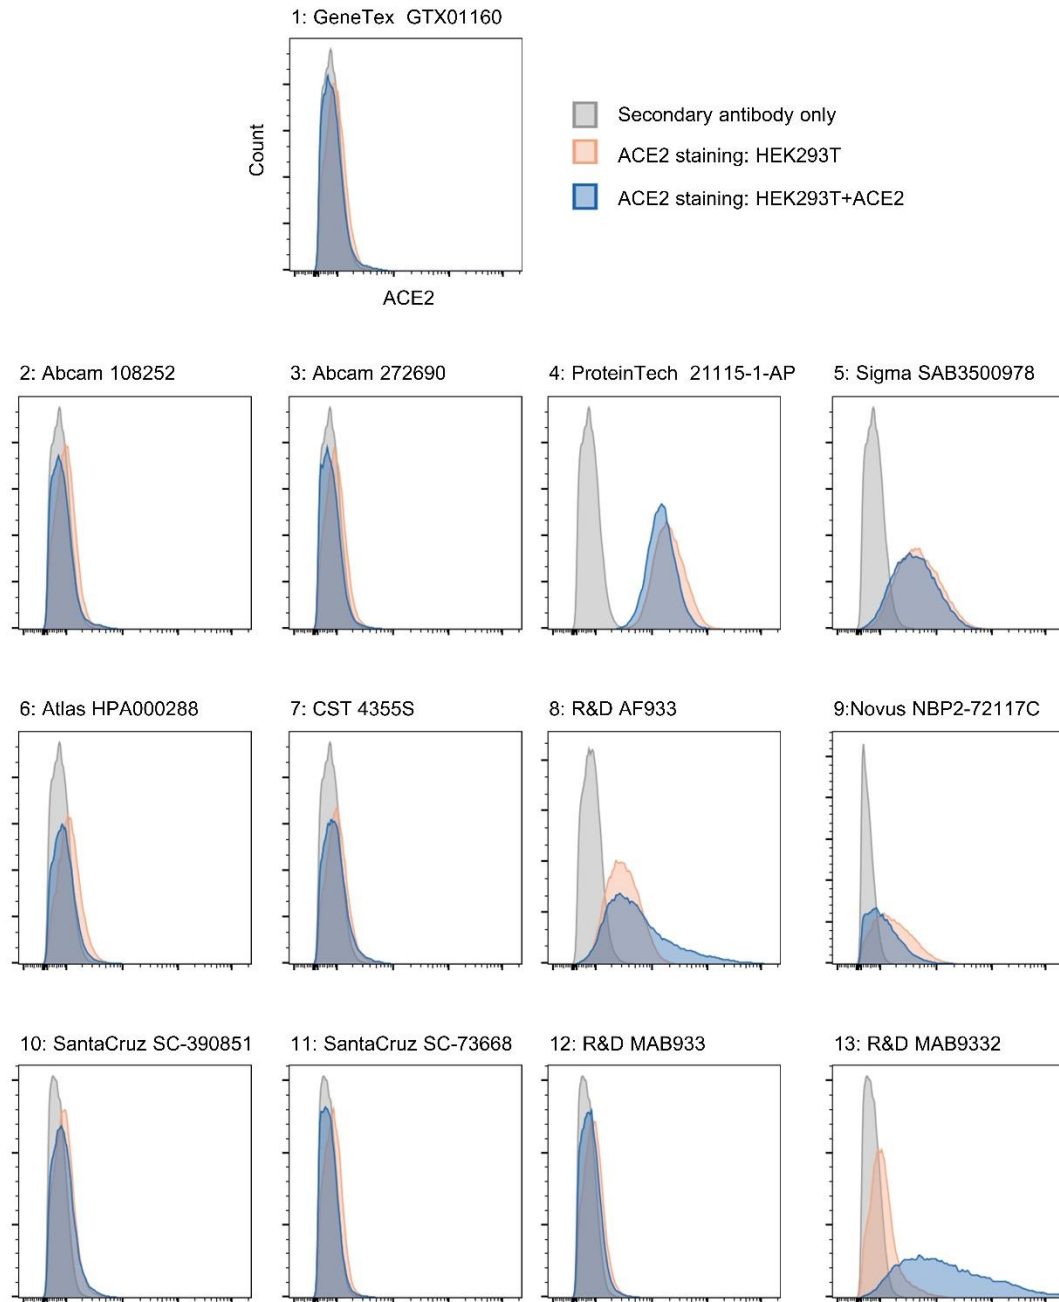 1: GeneTex  GTX01160
Count
ACE2
Secondary antibody only
ACE2 staining: HEK293T
ACE2 staining: HEK293T+ACE2
2: Abcam 108252
3: Abcam 272690
4: ProteinTech  21115-1-AP
5: Sigma SAB3500978
6: Atlas HPA000288
7: CST 4355S
8: R&D AF933
9:Novus NBP2-72117C
10: SantaCruz SC-390851
11: SantaCruz SC-73668
12: R&D MAB933
13: R&D MAB9332